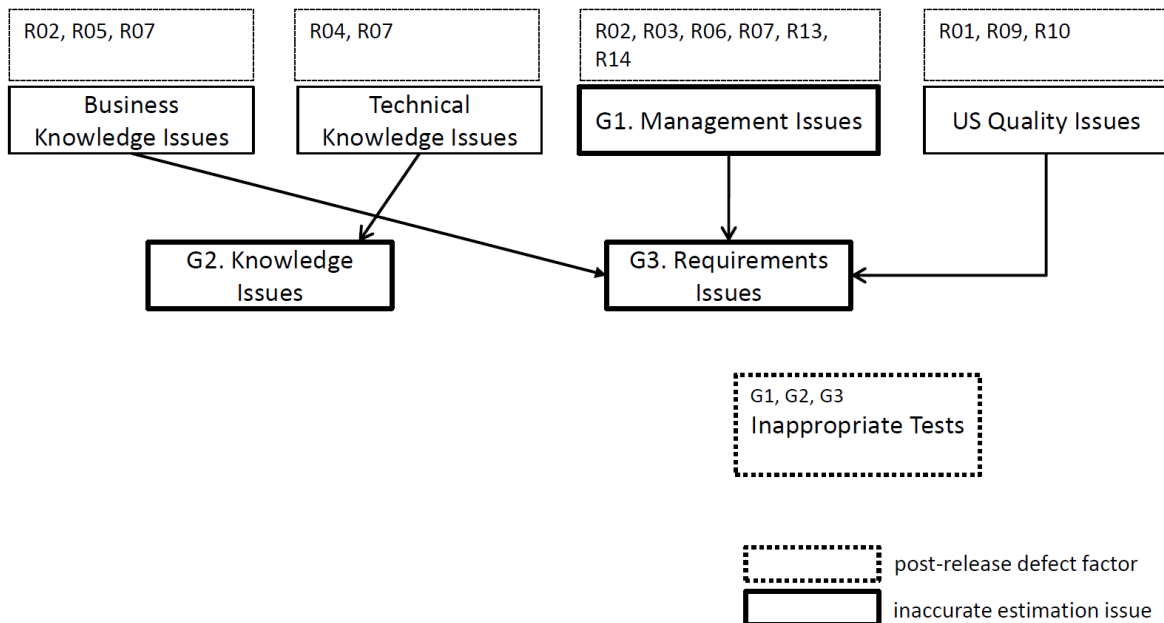 R02, R05, R07
R04, R07
R02, R03, R06, R07, R13,
R14
R01, R09, R10
Business
Knowledge Issues
Technical
Knowledge Issues
G1. Management Issues
US Quality Issues
G2. Knowledge
Issues
G3. Requirements
Issues
G1, G2, G3
Inappropriate Tests
post-release defect factor
inaccurate estimation issue